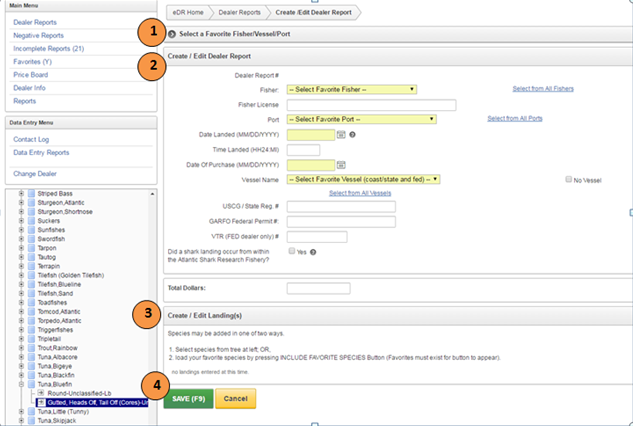 Main Menu
Dealer Reports
Negative Reports
Incomplete Reports (21)
Favorites (Y)
Price Board
Dealer Info
Reports
Data Entry Menu
Contact Log
Data Entry Reports
Change Dealer
Striped Bass
Sturgeon,Atlantic
Sturgeon,Shortnose
Suckers
Sunfishes
Swordfish
Tarpon
Tautog
Terrapin
Tilefish (Golden Tilefish)
Tilefish,Blueline
Tilefish,Sand
Toadfishes
Tomcod,Atlantic
Torpedo,Atlantic
Triggerfishes
Tripletail
Trout,Rainbow
Tuna,Albacore
Tuna,Bigeye
Tuna,Blackfin
Tuna,Bluefin
Round-Unclassified-Lb
Gutted, Heads Off, Tail Off (Cores)-Un
Tuna,Little (Tunny)
Tuna,Skipjack
eDR Home Dealer Reports Create /Edit Dealer Report
1 Select a Favorite Fisher/Vessel/Port
2 Create / Edit Dealer Report
Dealer Report #
Fisher: -- Select Favorite Fisher -- Select from All Fishers
Fisher License
Port -- Select Favorite Port -- Select from All Ports
Date Landed (MM/DD/YYYY)
Time Landed (HH24:MI)
Date Of Purchase (MM/DD/YYYY)
Vessel Name -- Select Favorite Vessel (coast/state and fed) -- No Vessel
Select from All Vessels
USCG / State Reg. #
GARFO Federal Permit #:
VTR (FED dealer only) #
Did a shark landing occur from within Yes
the Atlantic Shark Research Fishery?
Total Dollars:
3 Create / Edit Landing(s)
Species may be added in one of two ways.
1. Select species from tree at left; OR,
2. load your favorite species by pressing INCLUDE FAVORITE SPECIES Button (Favorites must exist for button to appear).
no landings entered at this time.
4 SAVE (F9) Cancel